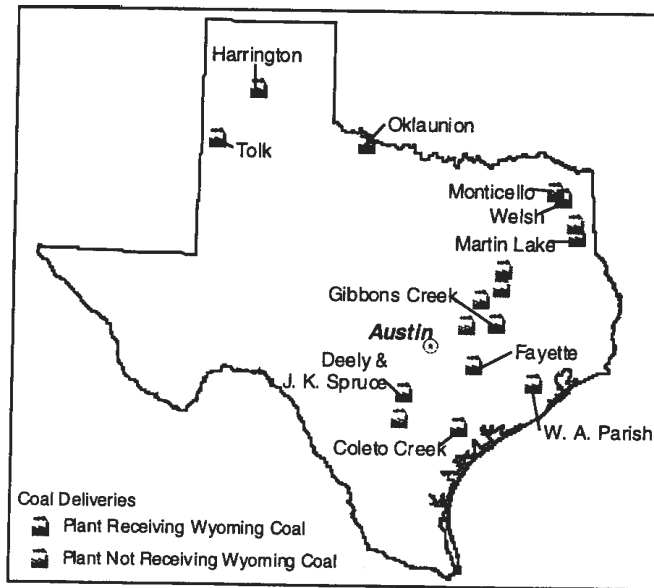 Harrington
Oklaunion
Tolk
Monticello
Welsh
Martin Lake
Gibbons Creek
Austin
Fayette
Deely &
J. K. Spruce
W. A. Parish
Coleto Creek
Coal Deliveries
Plant Receiving Wyoming Coal
Plant Not Receiving Wyoming Coal